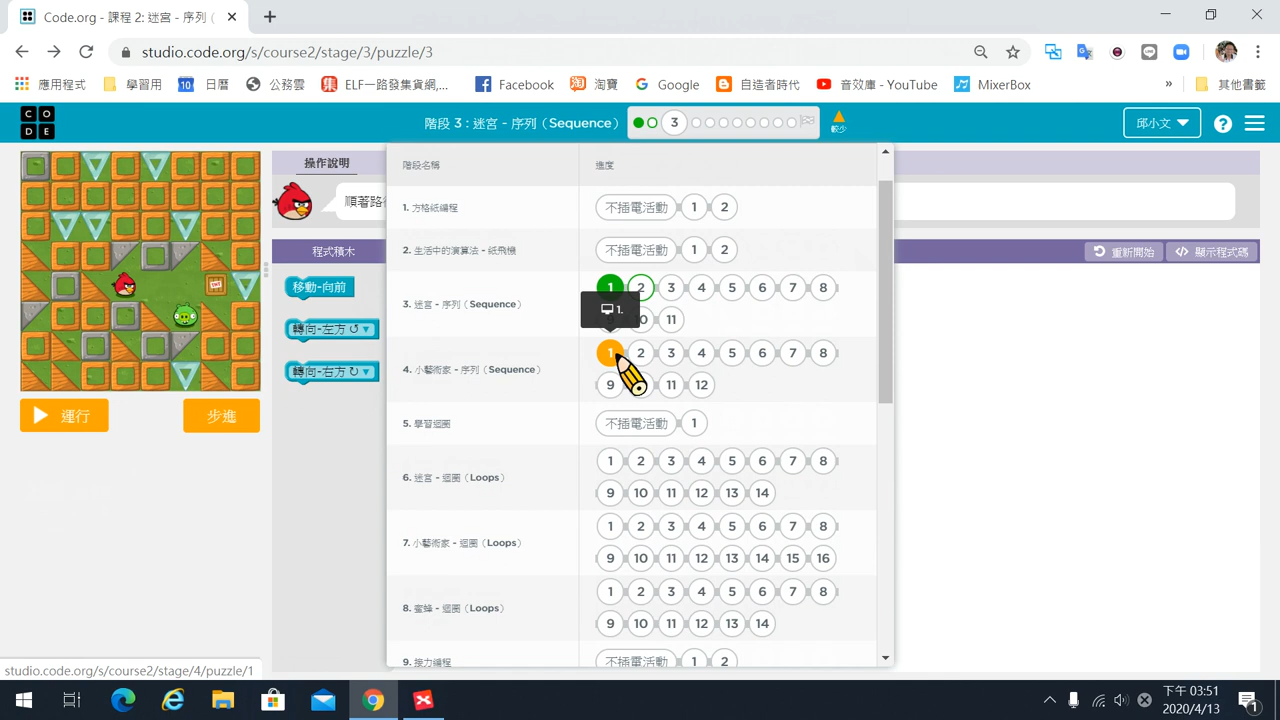 Code.org - 課程 2: 迷宮 - 序列 (
studio.code.org/s/course2/stage/3/puzzle/3
應用程式
學習用
日曆
公務雲
集
ELF一路發集貨網,...
Facebook
淘寶
Google
自造者時代
音效庫 - YouTube
MixerBox
»
其他書籤
C O
D E
階段 3 : 迷宮 - 序列 (Sequence)
3
較少
邱小文
操作說明
程式積木
重新開始
顯示程式碼
移動-向前
轉向-左方
轉向-右方
運行
步進
階段名稱
進度
1. 方格紙編程
不插電活動 1 2
2. 生活中的演算法 - 紙飛機
不插電活動 1 2
3. 迷宮 - 序列 (Sequence)
1 2 3 4 5 6 7 8
10 11
1.
4. 小藝術家 - 序列 (Sequence)
1 2 3 4 5 6 7 8
9 11 12
5. 學習迴圈
不插電活動 1
6. 迷宮 - 迴圈 (Loops)
1 2 3 4 5 6 7 8
9 10 11 12 13 14
7. 小藝術家 - 迴圈 (Loops)
1 2 3 4 5 6 7 8
9 10 11 12 13 14 15 16
8. 蜜蜂 - 迴圈 (Loops)
1 2 3 4 5 6 7 8
9 10 11 12 13 14
9. 接力編程
不插電活動 1 2
studio.code.org/s/course2/stage/4/puzzle/1
下午 03:51
2020/4/13
1